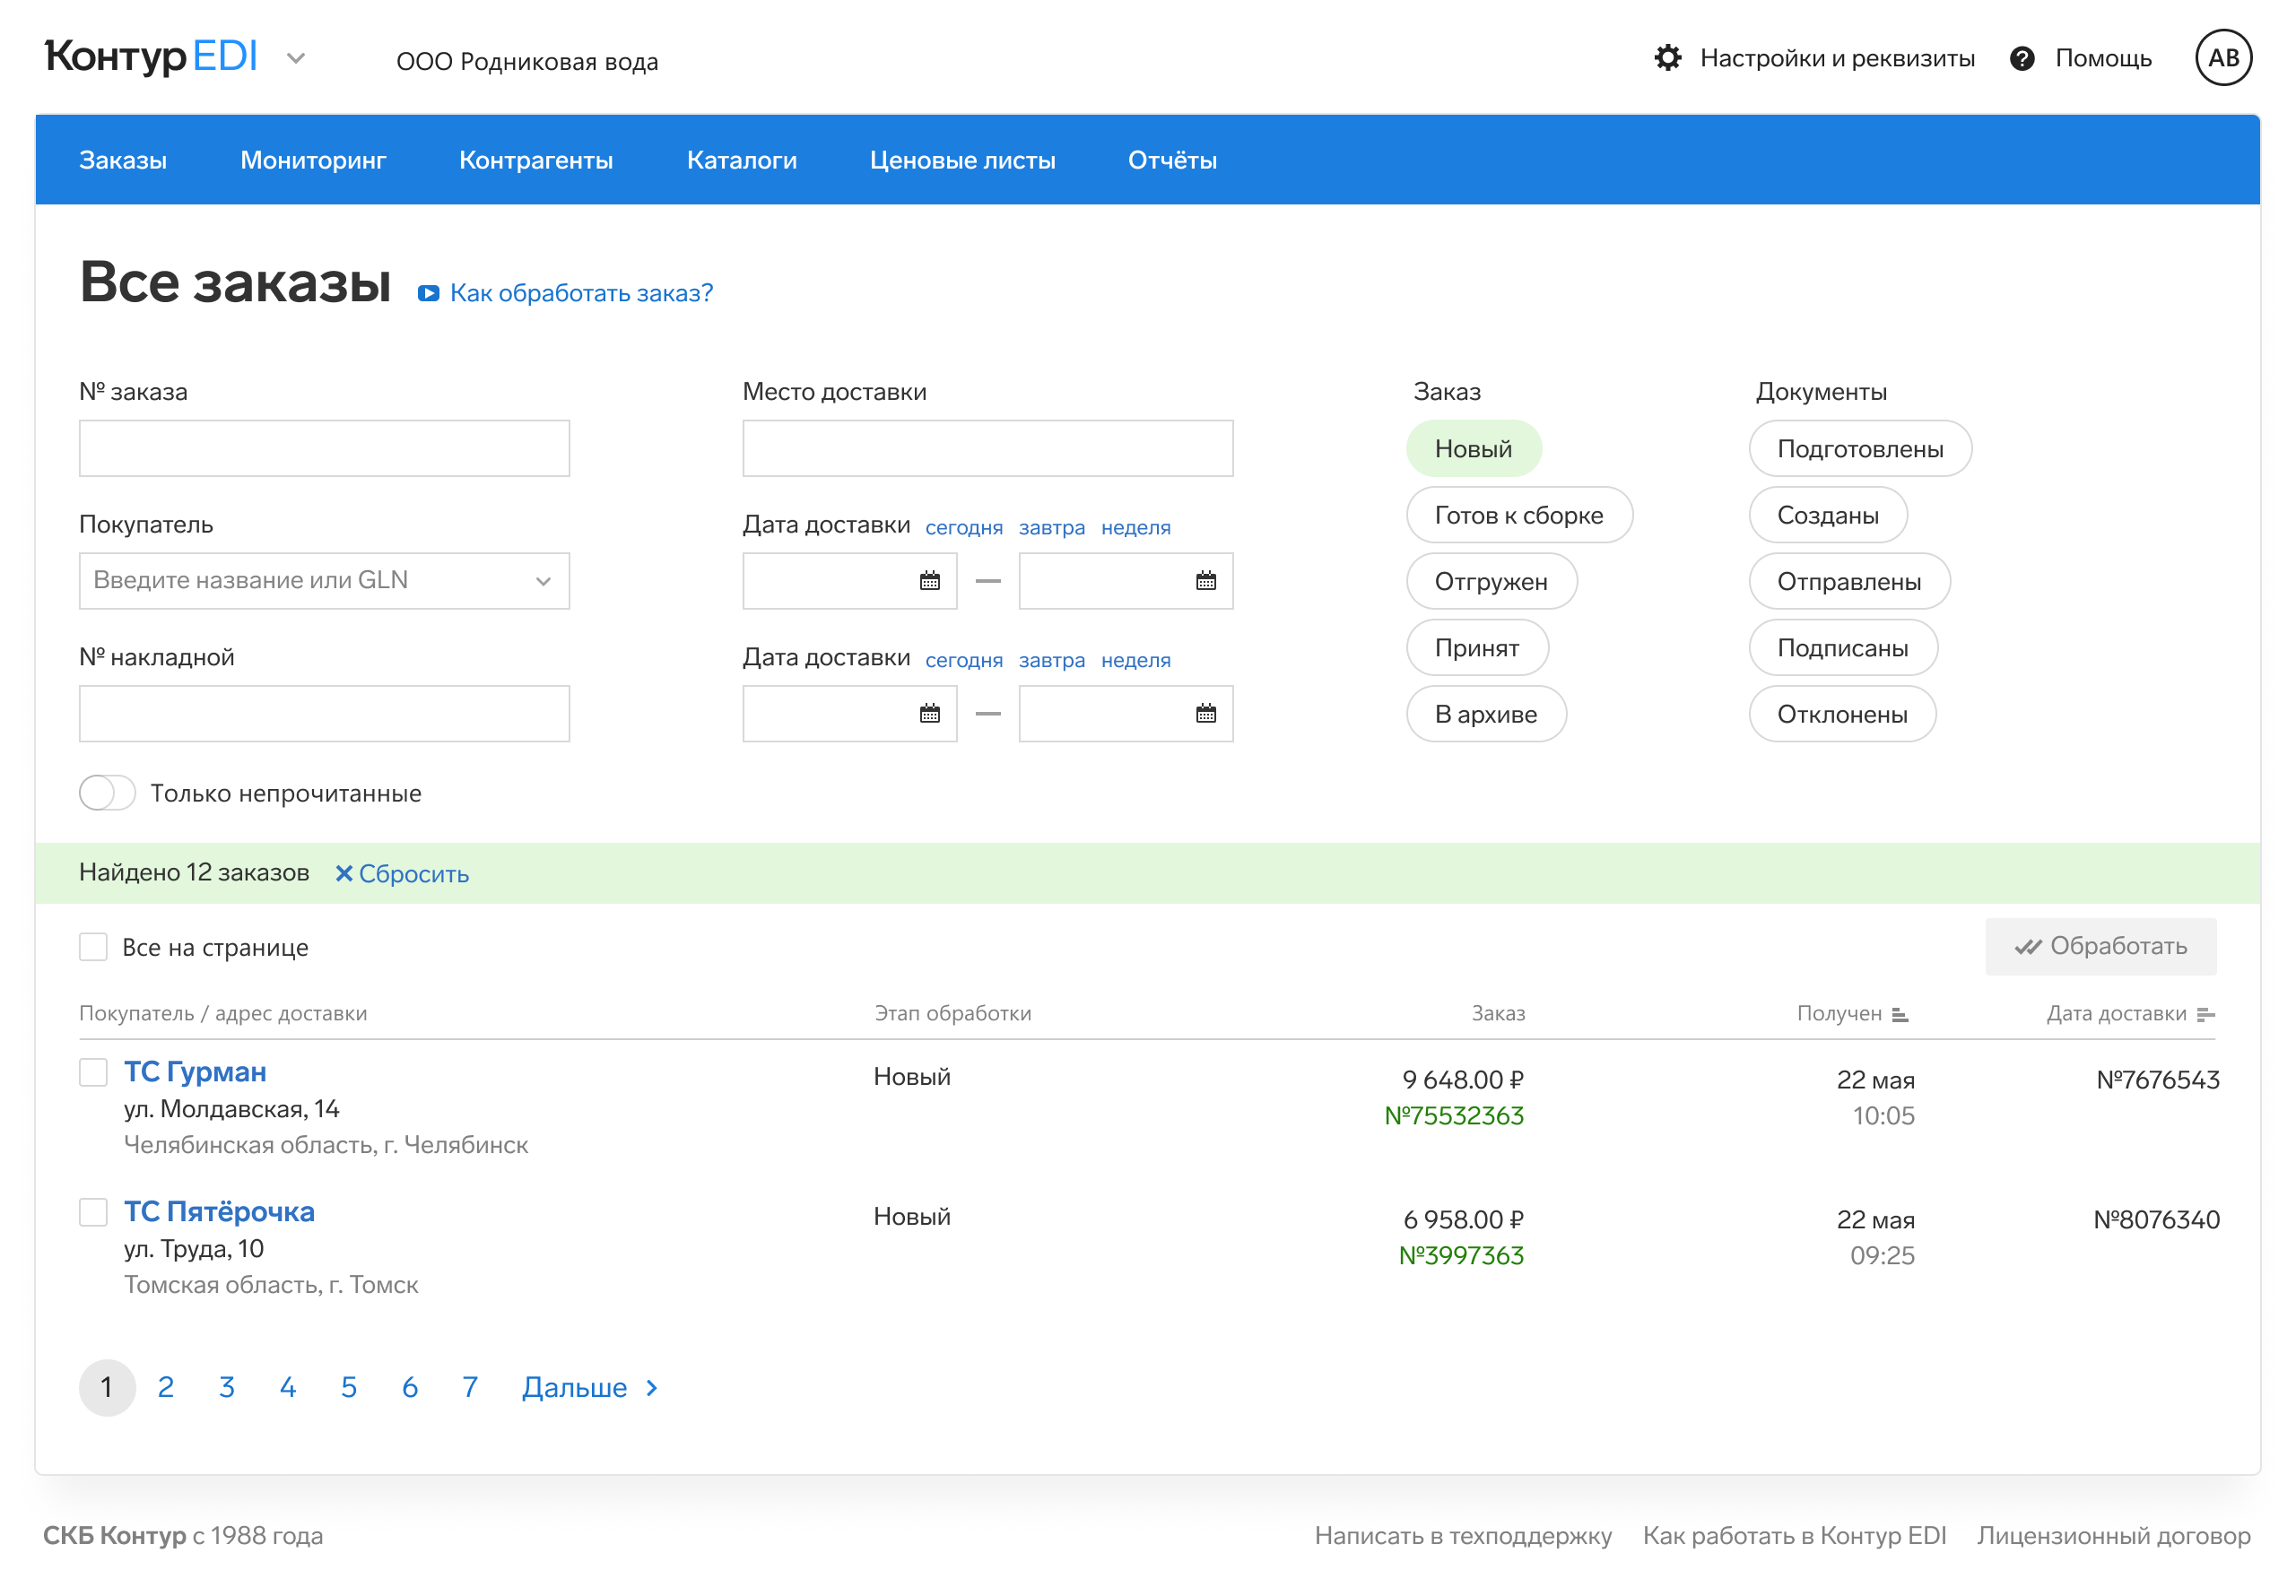 Контур EDI
ООО Родниковая вода
Настройки и реквизиты
Помощь
АВ
Заказы
Мониторинг
Контрагенты
Каталоги
Ценовые листы
Отчёты
Все заказы
Как обработать заказ?
№ заказа
Покупатель
Введите название или GLN
№ накладной
Только непрочитанные
Место доставки
Дата доставки сегодня завтра неделя
—
Дата доставки сегодня завтра неделя
—
Заказ
Новый
Готов к сборке
Отгружен
Принят
В архиве
Документы
Подготовлены
Созданы
Отправлены
Подписаны
Отклонены
Найдено 12 заказов
Сбросить
Все на странице
Обработать
Покупатель / адрес доставки
Этап обработки
Заказ
Получен
Дата доставки
ТС Гурман
ул. Молдавская, 14
Челябинская область, г. Челябинск
Новый
9 648.00 ₽
№75532363
22 мая
10:05
№7676543
ТС Пятёрочка
ул. Труда, 10
Томская область, г. Томск
Новый
6 958.00 ₽
№3997363
22 мая
09:25
№8076340
1 2 3 4 5 6 7 Дальше
СКБ Контур с 1988 года
Написать в техподдержку
Как работать в Контур EDI
Лицензионный договор